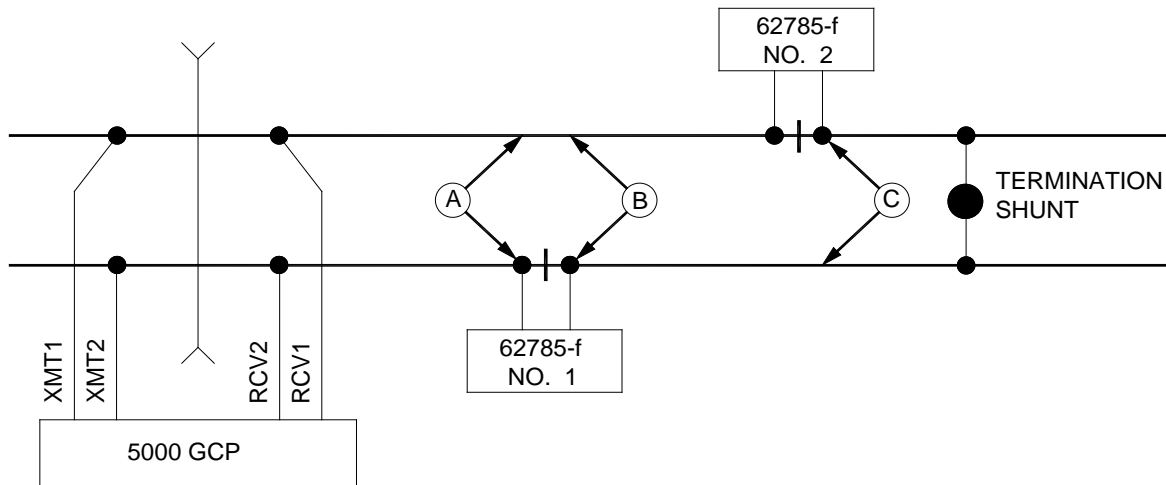 62785-f
NO. 2
A
B
C
TERMINATION
SHUNT
XMT1
XMT2
RCV2
RCV1
62785-f
NO. 1
5000 GCP